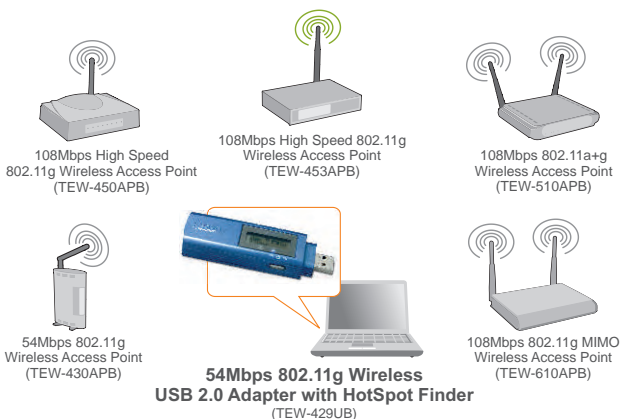 108Mbps High Speed
802.11g Wireless Access Point
(TEW-450APB)
108Mbps High Speed 802.11g
Wireless Access Point
(TEW-453APB)
108Mbps 802.11a+g
Wireless Access Point
(TEW-510APB)
54Mbps 802.11g
Wireless Access Point
(TEW-430APB)
54Mbps 802.11g Wireless
USB 2.0 Adapter with HotSpot Finder
(TEW-429UB)
108Mbps 802.11g MIMO
Wireless Access Point
(TEW-610APB)